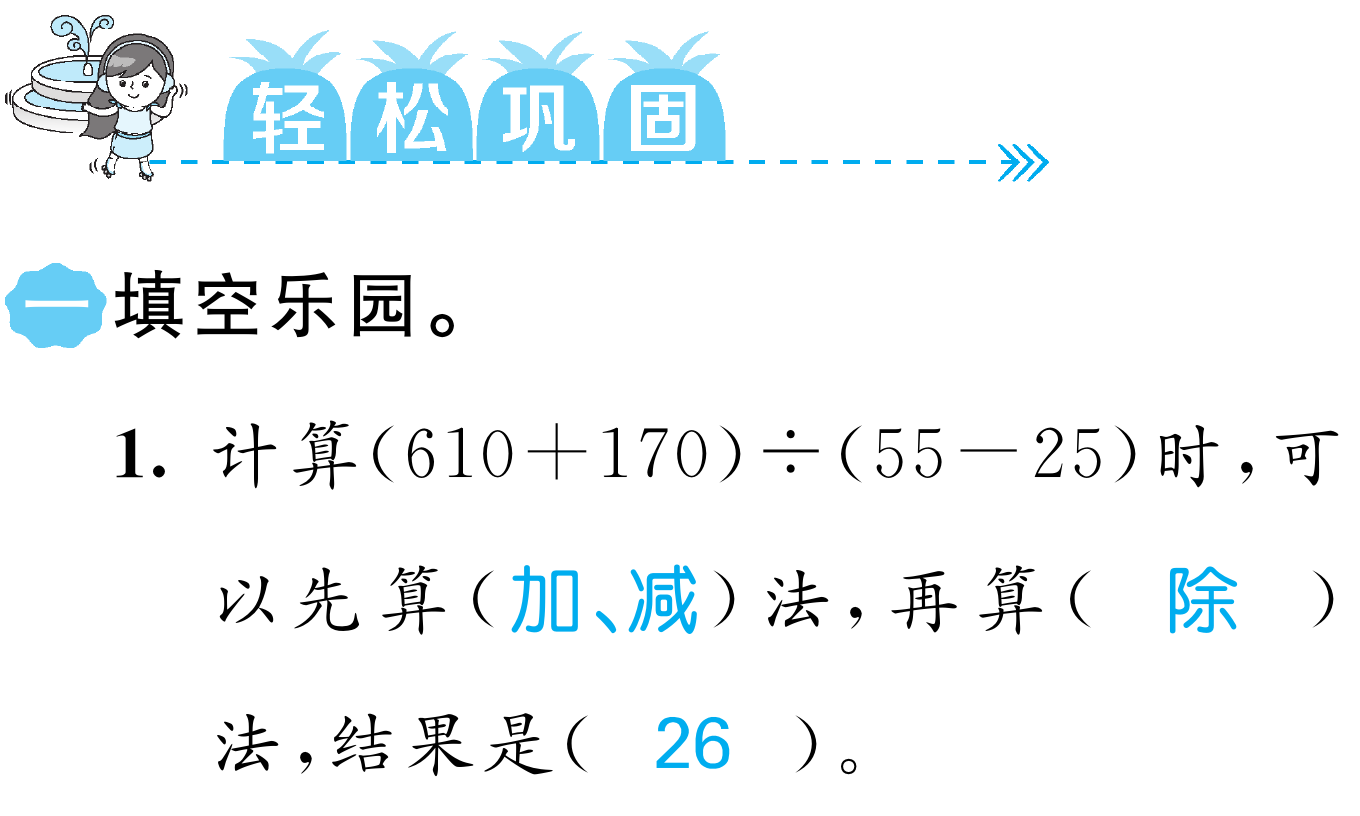 轻松巩固
一 填空乐园。
1. 计算(610+170)÷(55-25)时,可
以先算(加、减)法,再算( 除 )
法,结果是( 26 )。